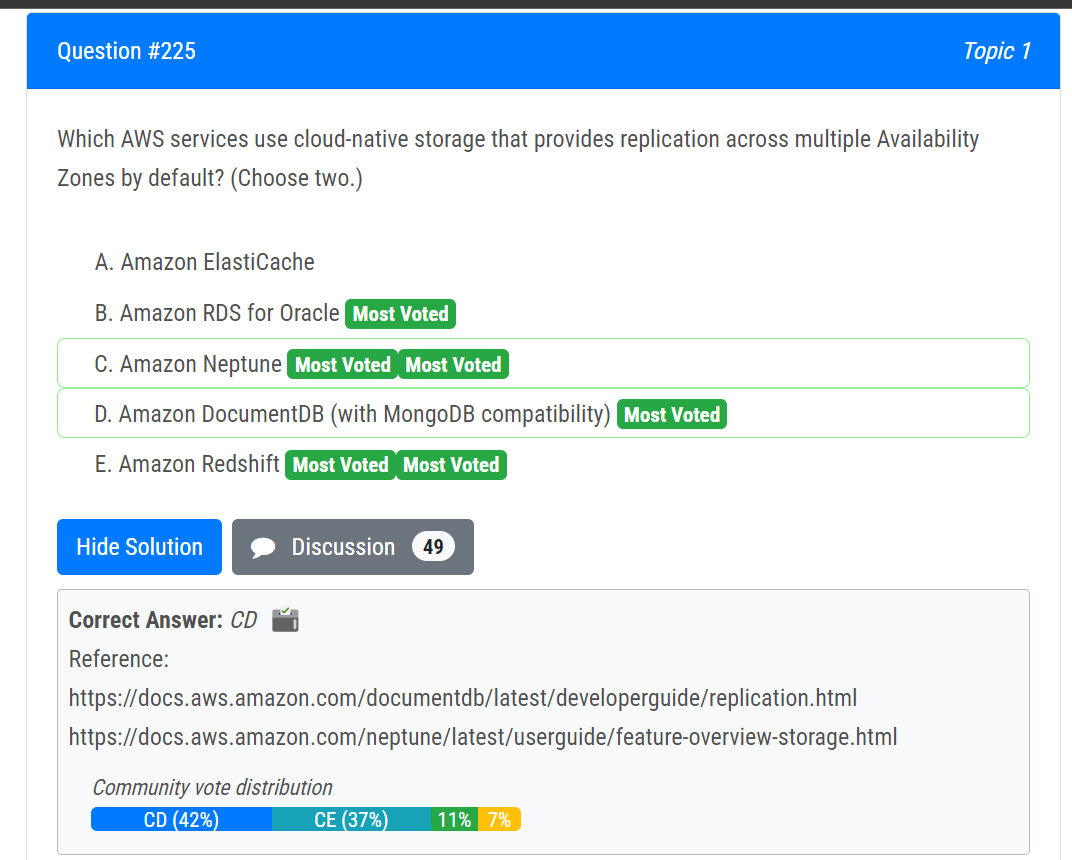 Question #225 Topic 1
Which AWS services use cloud-native storage that provides replication across multiple Availability
Zones by default? (Choose two.)
A. Amazon ElastiCache
B. Amazon RDS for Oracle Most Voted
C. Amazon Neptune Most Voted Most Voted
D. Amazon DocumentDB (with MongoDB compatibility) Most Voted
E. Amazon Redshift Most Voted Most Voted
Hide Solution Discussion 49
Correct Answer: CD
Reference:
https://docs.aws.amazon.com/documentdb/latest/developerguide/replication.html
https://docs.aws.amazon.com/neptune/latest/userguide/feature-overview-storage.html
Community vote distribution
CD (42%) CE (37%) 11% 7%